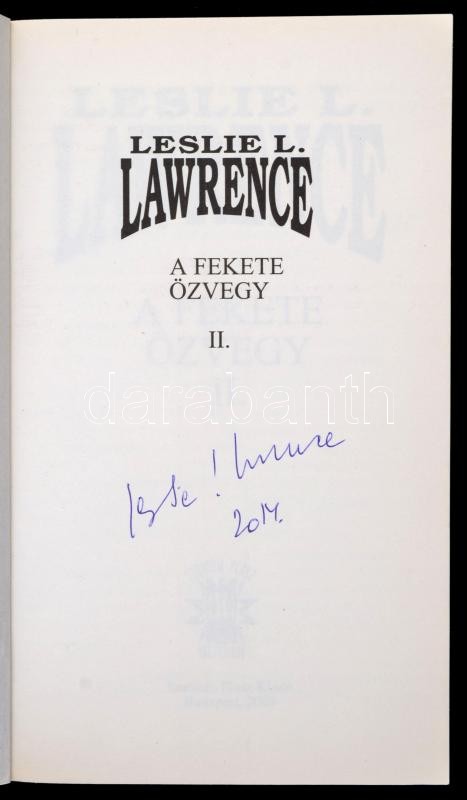 LESLIE L.
LAWRENCE
A FEKETE
ÖZVEGY
II.
darabanth
Leslie L. Lawrence
2014.